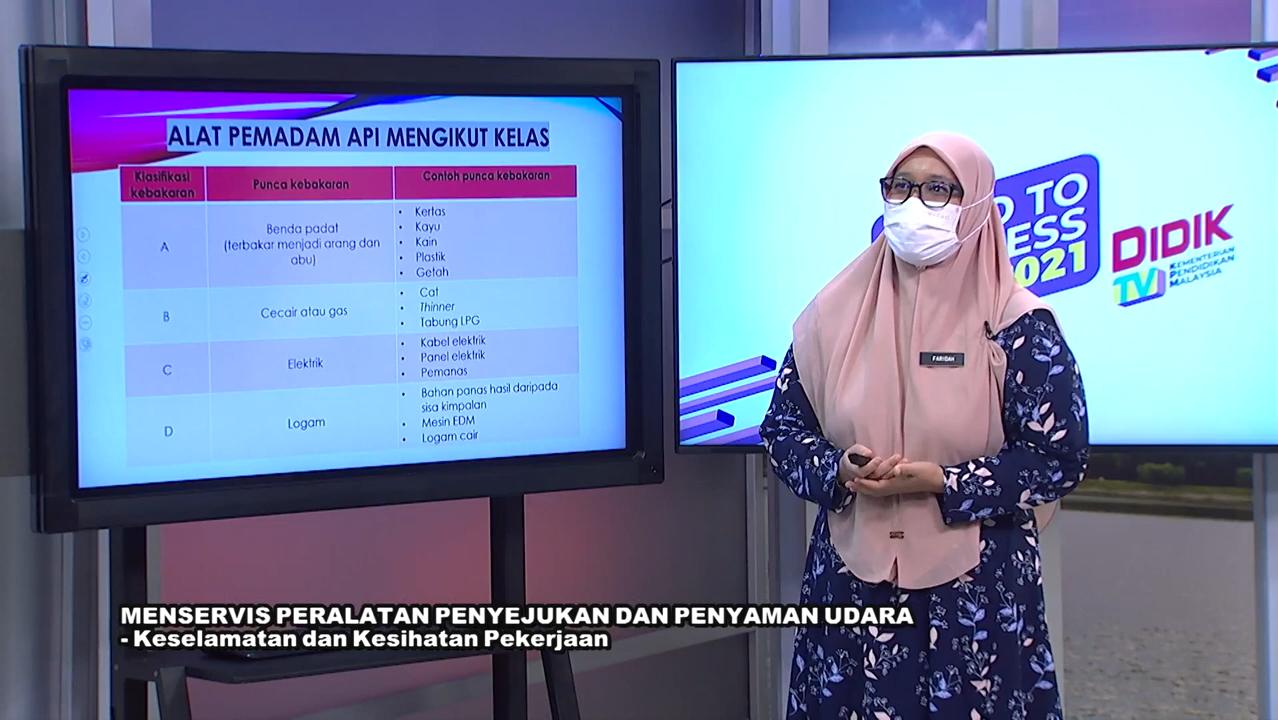 ALAT PEMADAM API MENGIKUT KELAS
Klasifikasi
kebakaran
Punca kebakaran
Contoh punca kebakaran
A
Benda padat
(terbakar menjadi arang dan
abu)
• Kertas
• Kayu
• Kain
• Plastik
• Getah
B
Cecair atau gas
• Cat
• Thinner
• Tabung LPG
C
Elektrik
• Kabel elektrik
• Panel elektrik
• Pemanas
D
Logam
• Bahan panas hasil daripada
sisa kimpalan
• Mesin EDM
• Logam cair
TO
ESS
021
DIDIK
TV
KEMENTERIAN
PENDIDIKAN
MALAYSIA
FARIDAH
MENSERVIS PERALATAN PENYEJUKAN DAN PENYAMAN UDARA
- Keselamatan dan Kesihatan Pekerjaan